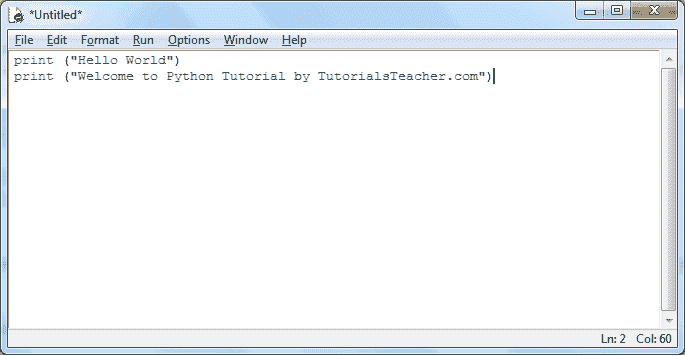 *Untitled*
File Edit Format Run Options Window Help
print ("Hello World")
print ("Welcome to Python Tutorial by TutorialsTeacher.com")
Ln: 2 Col: 60